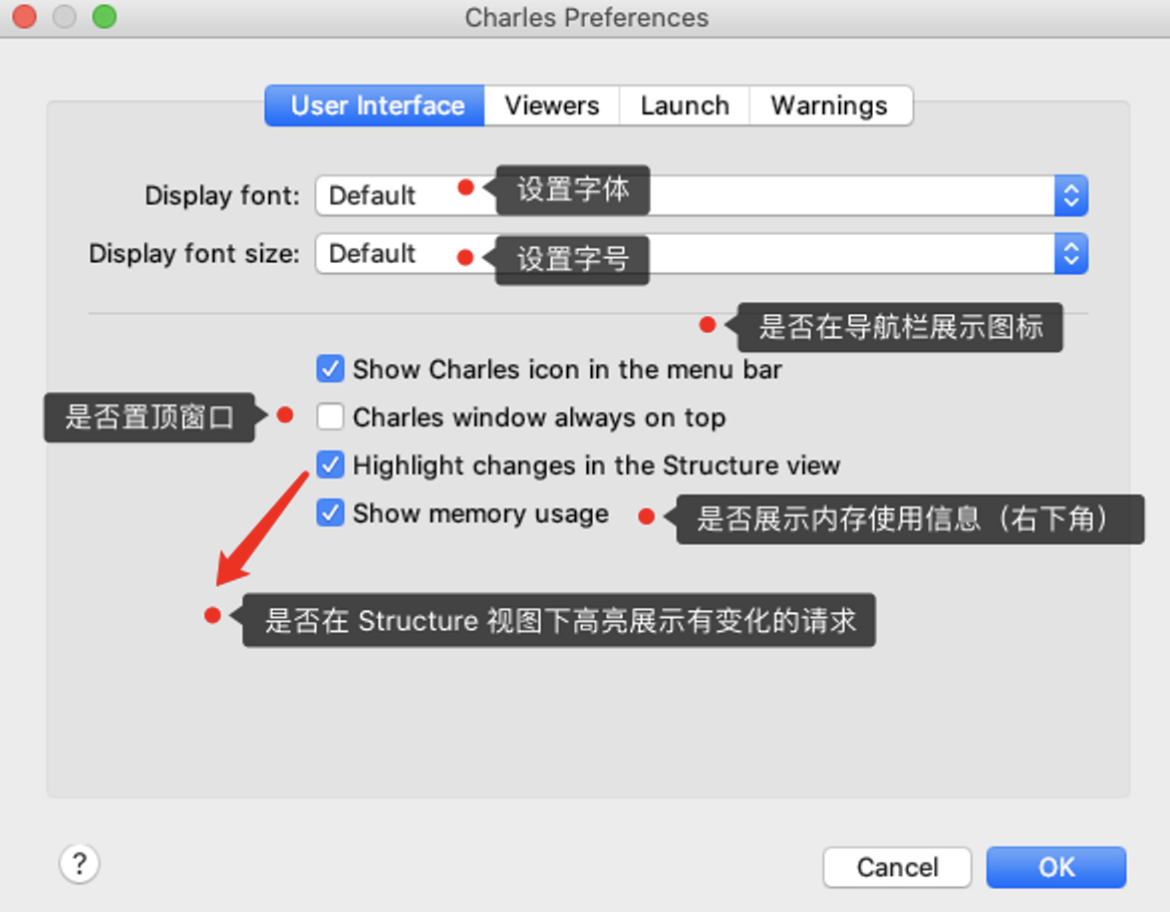 Charles Preferences
User Interface Viewers Launch Warnings
Display font: Default 设置字体
Display font size: Default 设置字号
是否在导航栏展示图标
Show Charles icon in the menu bar
是否置顶窗口 Charles window always on top
Highlight changes in the Structure view
Show memory usage 是否展示内存使用信息（右下角）
是否在 Structure 视图下高亮展示有变化的请求
? Cancel OK